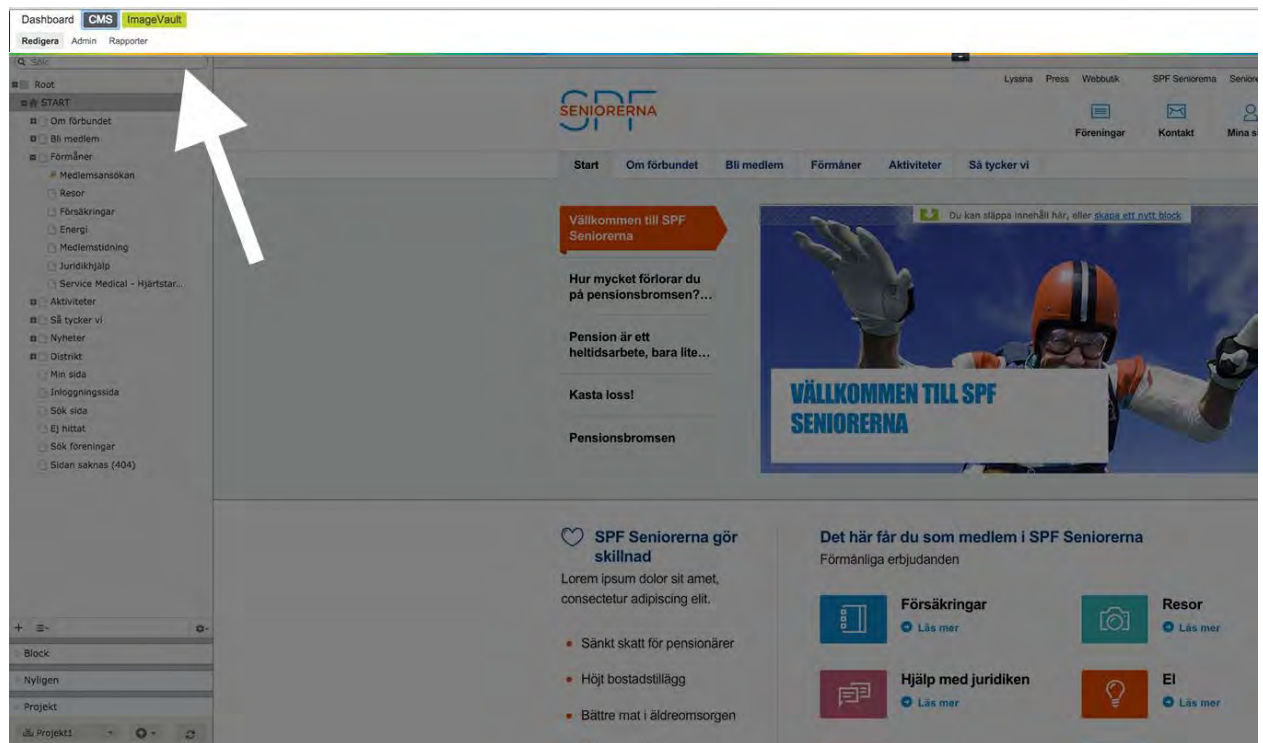 Dashboard CMS ImageVault
Redigera Admin Rapporter
Sök
Root
START
Om förbundet
Bli medlem
Förmåner
Medlemsansökan
Resor
Försäkringar
Energi
Medlemstidning
Juridikhjälp
Service Medical - Hjärtstar...
Aktiviteter
Så tycker vi
Nyheter
Distrikt
Min sida
Inloggningssida
Sök sida
Ej hittat
Sök föreningar
Sidan saknas (404)
Block
Nyligen
Projekt
Projekt1
Lyssna Press Webbutik SPF Seniorerna Seniore
SPF
SENIORERNA
Föreningar Kontakt Mina s
Start Om förbundet Bli medlem Förmåner Aktiviteter Så tycker vi
Välkommen till SPF
Seniorerna
Hur mycket förlorar du
på pensionsbromsen?...
Pension är ett
heltidsarbete, bara lite...
Kasta loss!
Pensionsbromsen
Du kan släppa innehåll här, eller skapa ett nytt block
VÄLLKOMMEN TILL SPF
SENIORERNA
SPF Seniorerna gör
skillnad
Lorem ipsum dolor sit amet,
consectetur adipiscing elit.
Sänkt skatt för pensionärer
Höjt bostadstillägg
Bättre mat i äldreomsorgen
Det här får du som medlem i SPF Seniorerna
Förmånliga erbjudanden
Försäkringar
Läs mer
Resor
Läs mer
Hjälp med juridiken
Läs mer
El
Läs mer